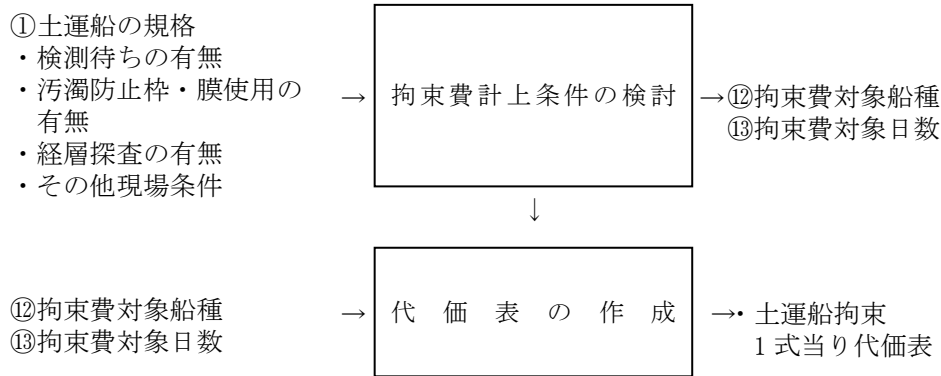 ①土運船の規格
・検測待ちの有無
・汚濁防止枠・膜使用の
有無
・経層探査の有無
・その他現場条件
→
拘束費計上条件の検討
→⑫拘束費対象船種
⑬拘束費対象日数
↓
⑫拘束費対象船種
⑬拘束費対象日数
→
代価表の作成
→・土運船拘束
1式当り代価表